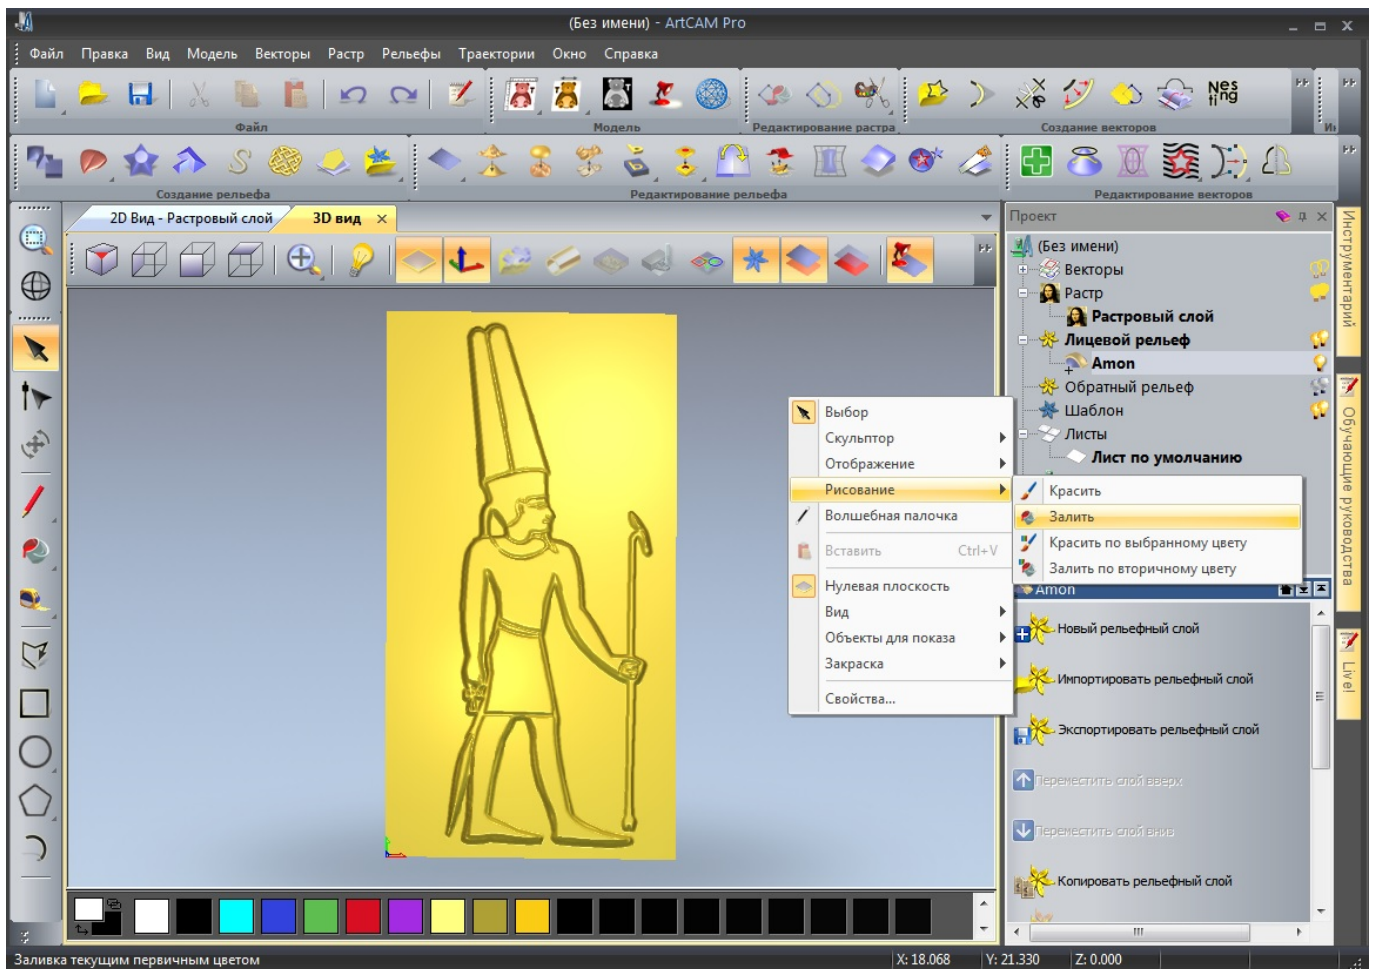 (Без имени) - ArtCAM Pro
Файл Правка Вид Модель Векторы Растр Рельефы Траектории Окно Справка
Nes
ting
Файл Модель Редактирование растра Создание векторов
Создание рельефа Редактирование рельефа Редактирование векторов
2D Вид - Растровый слой 3D вид
Проект
(Без имени)
Векторы
Растр
Растровый слой
Лицевой рельеф
Amon
Обратный рельеф
Шаблон
Листы
Лист по умолчанию
Инструментарий
Обучающие руководства
Live!
Выбор
Скульптор
Отображение
Рисование
Волшебная палочка
Вставить Ctrl+V
Нулевая плоскость
Вид
Объекты для показа
Закраска
Свойства...
Красить
Залить
Красить по выбранному цвету
Залить по вторичному цвету
Amon
Новый рельефный слой
Импортировать рельефный слой
Экспортировать рельефный слой
Переместить слой вверх
Переместить слой вниз
Копировать рельефный слой
Заливка текущим первичным цветом X: 18.068 Y: 21.330 Z: 0.000